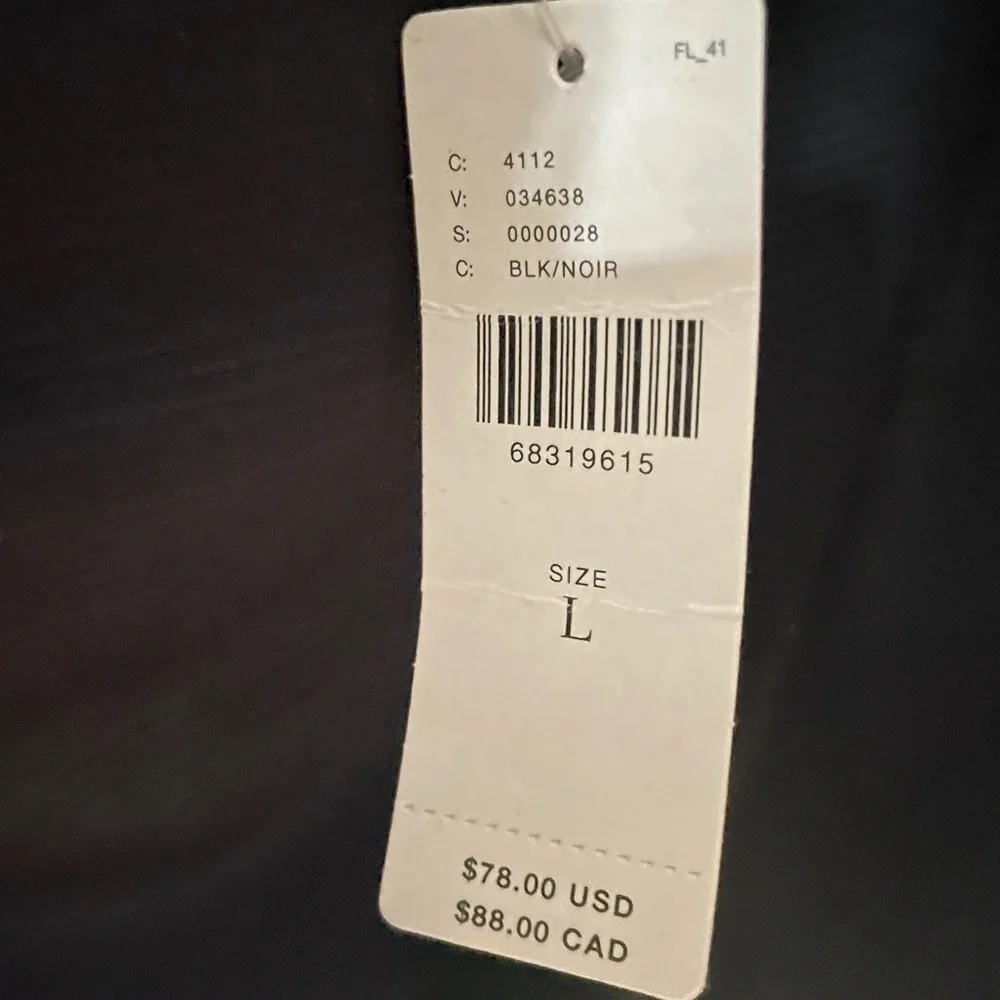 FL_41
C: 4112
V: 034638
S: 0000028
C: BLK/NOIR
68319615
SIZE
L
$78.00 USD
$88.00 CAD